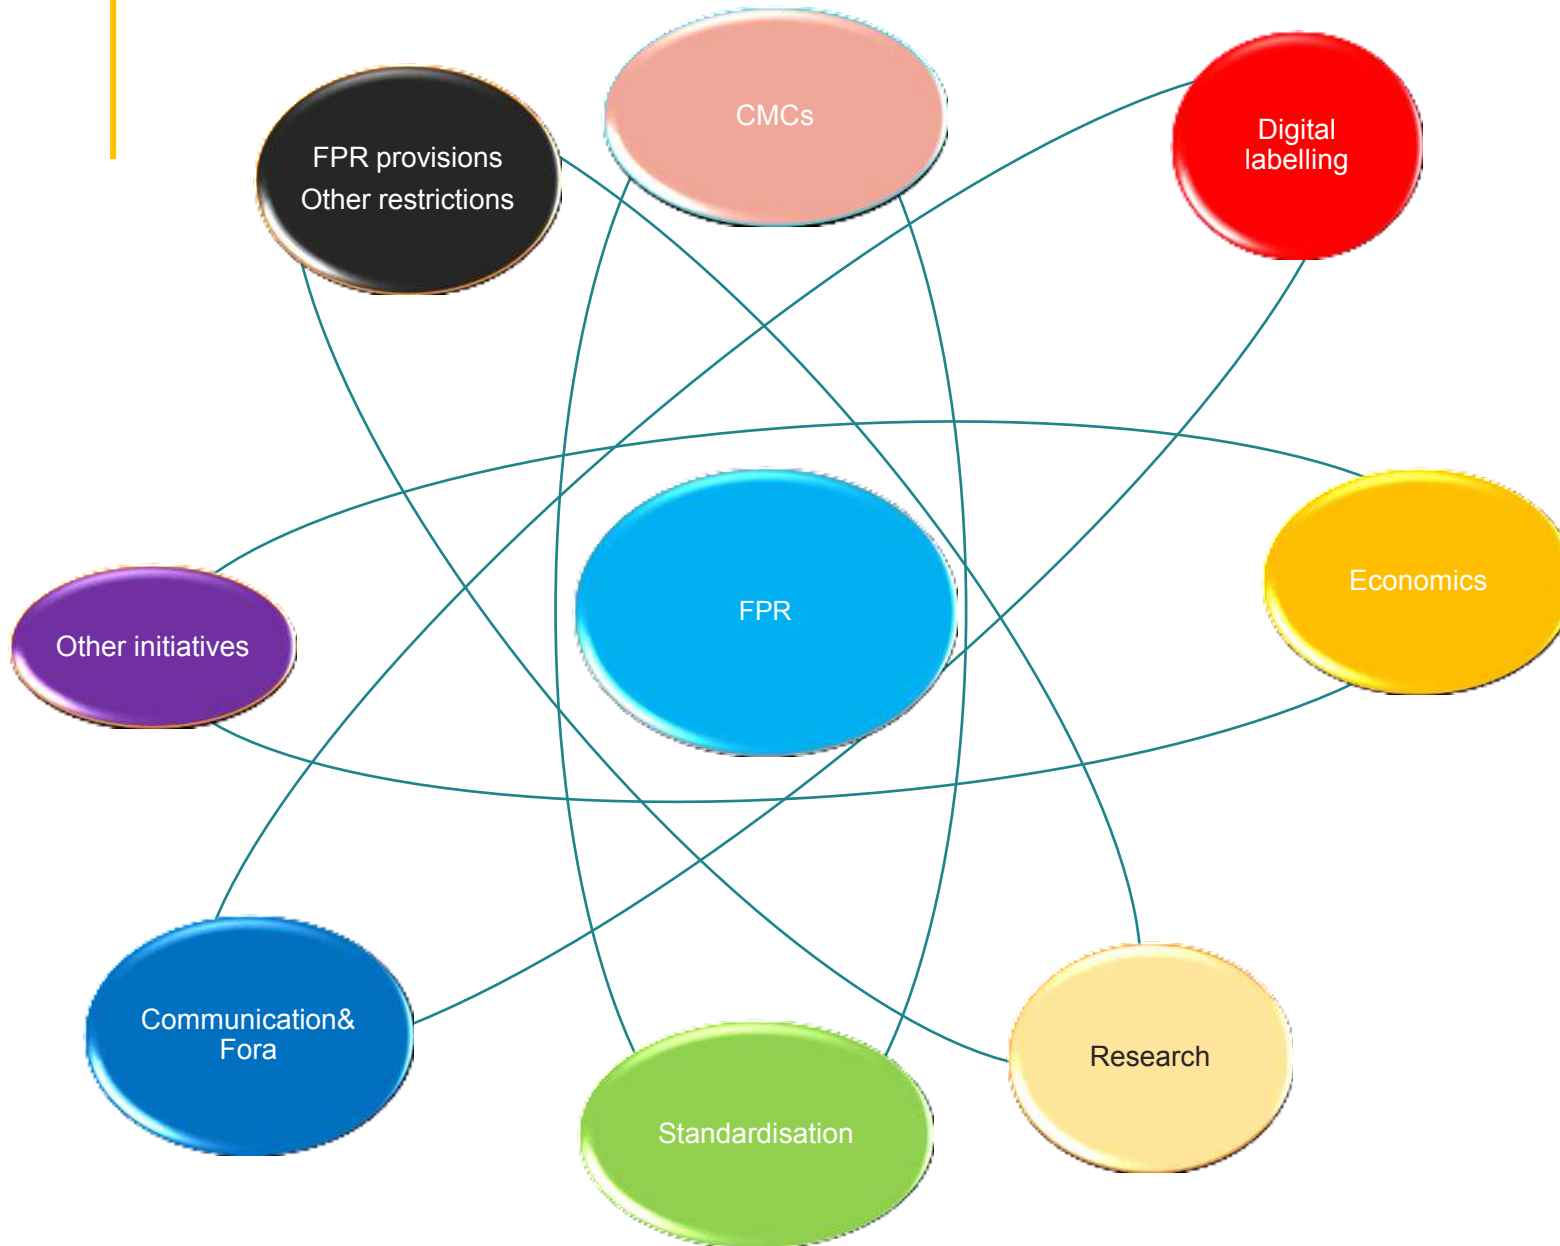 CMCs
Digital
labelling
FPR provisions
Other restrictions
Economics
FPR
Other initiatives
Communication&
Fora
Research
Standardisation